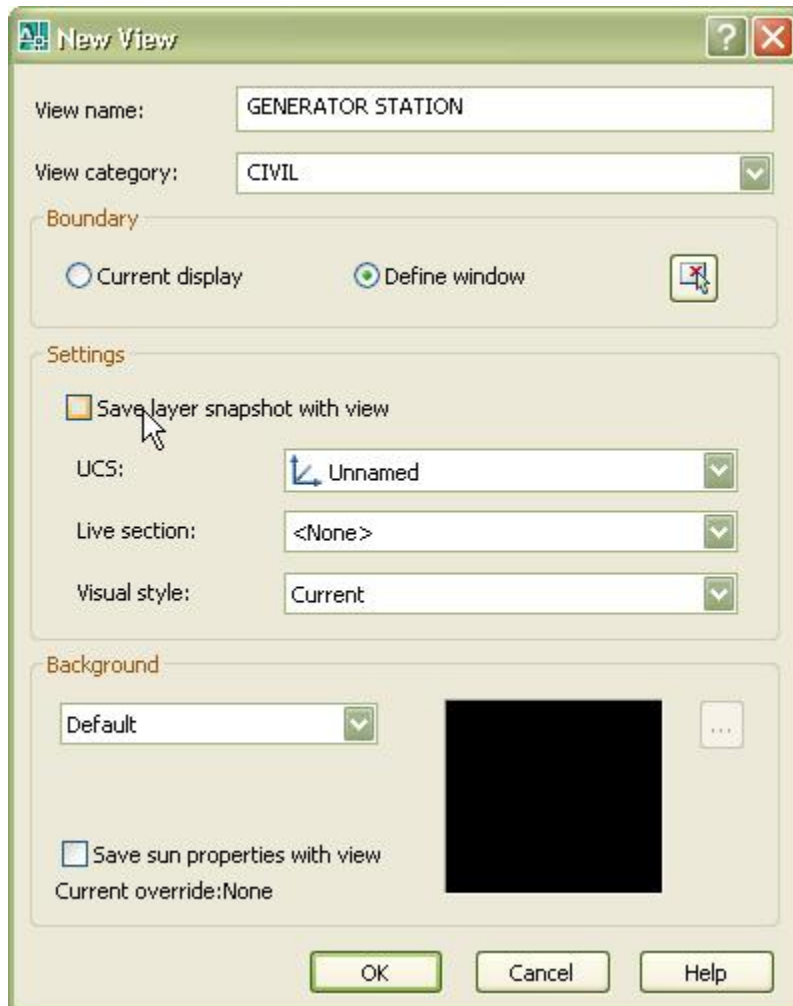 New View
View name: GENERATOR STATION
View category: CIVIL
Boundary
Current display Define window
Settings
Save layer snapshot with view
UCS: Unnamed
Live section: <None>
Visual style: Current
Background
Default ...
Save sun properties with view
Current override:None
OK Cancel Help